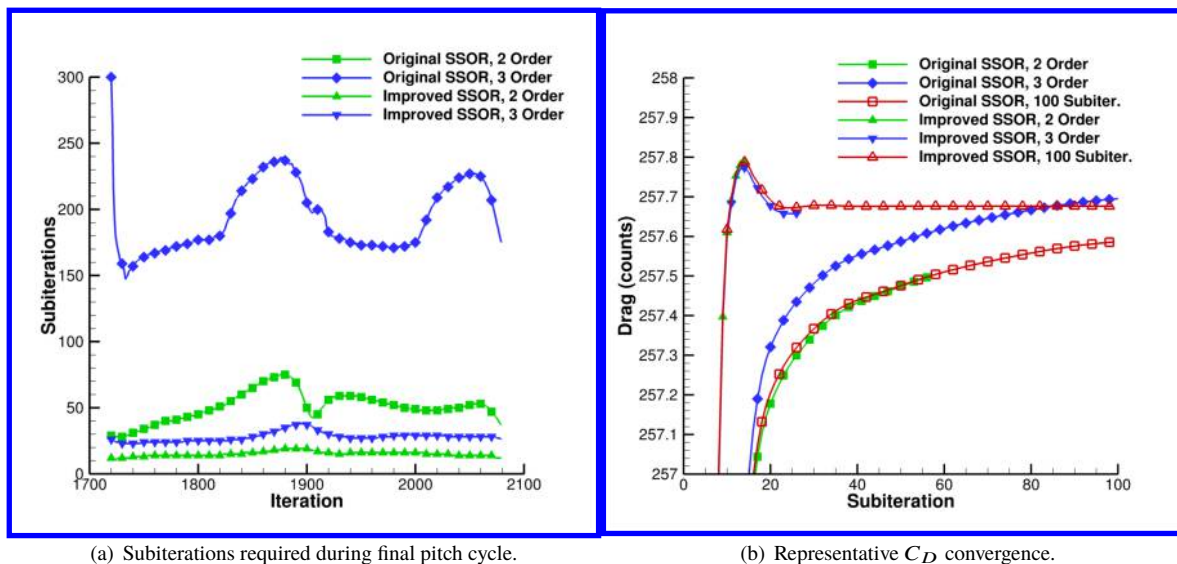 Original SSOR, 2 Order
Original SSOR, 3 Order
Improved SSOR, 2 Order
Improved SSOR, 3 Order
300
250
200
150
100
50
0
Subiterations
1700
1800
1900
2000
2100
Iteration
(a) Subiterations required during final pitch cycle.
Original SSOR, 2 Order
Original SSOR, 3 Order
Original SSOR, 100 Subiter.
Improved SSOR, 2 Order
Improved SSOR, 3 Order
Improved SSOR, 100 Subiter.
258
257.9
257.8
257.7
257.6
257.5
257.4
257.3
257.2
257.1
257
Drag (counts)
0
20
40
60
80
100
Subiteration
(b) Representative C_D convergence.